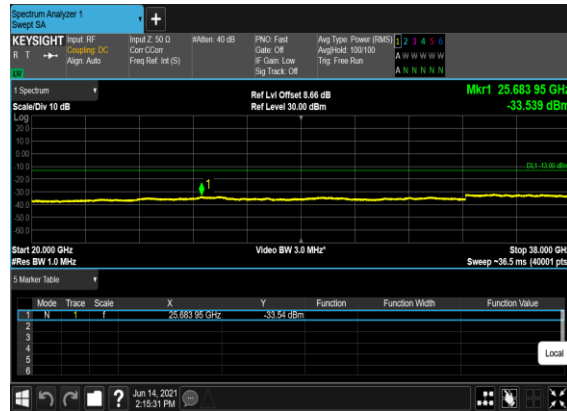 Spectrum Analyzer 1
Swept SA
+
KEYSIGHT Input: RF Input Z: 50 Ω #Atten: 40 dB PNO: Fast Avg Type: Power (RMS) 1 2 3 4 5 6
R T Coupling: DC Corr CCorr Gate: Off Avg|Hold: 100/100 A W W W W W
Align: Auto Freq Ref: Int (S) IF Gain: Low Trig: Free Run
Sig Track: Off A N N N N N
1 Spectrum Ref Lvl Offset 8.66 dB Mkr1 25.683 95 GHz
Scale/Div 10 dB Ref Level 30.00 dBm -33.539 dBm
Log
20.0
10.0
0.00
-10.0 DL1 -13.00 dBm
-20.0
-30.0 1
-40.0
-50.0
-60.0
Start 20.000 GHz Video BW 3.0 MHz* Stop 38.000 GHz
#Res BW 1.0 MHz Sweep ~36.5 ms (40001 pts)
5 Marker Table
Mode Trace Scale X Y Function Function Width Function Value
1 N 1 f 25.683 95 GHz -33.54 dBm
2
3
4
5
6
Local
? Jun 14, 2021
2:15:31 PM